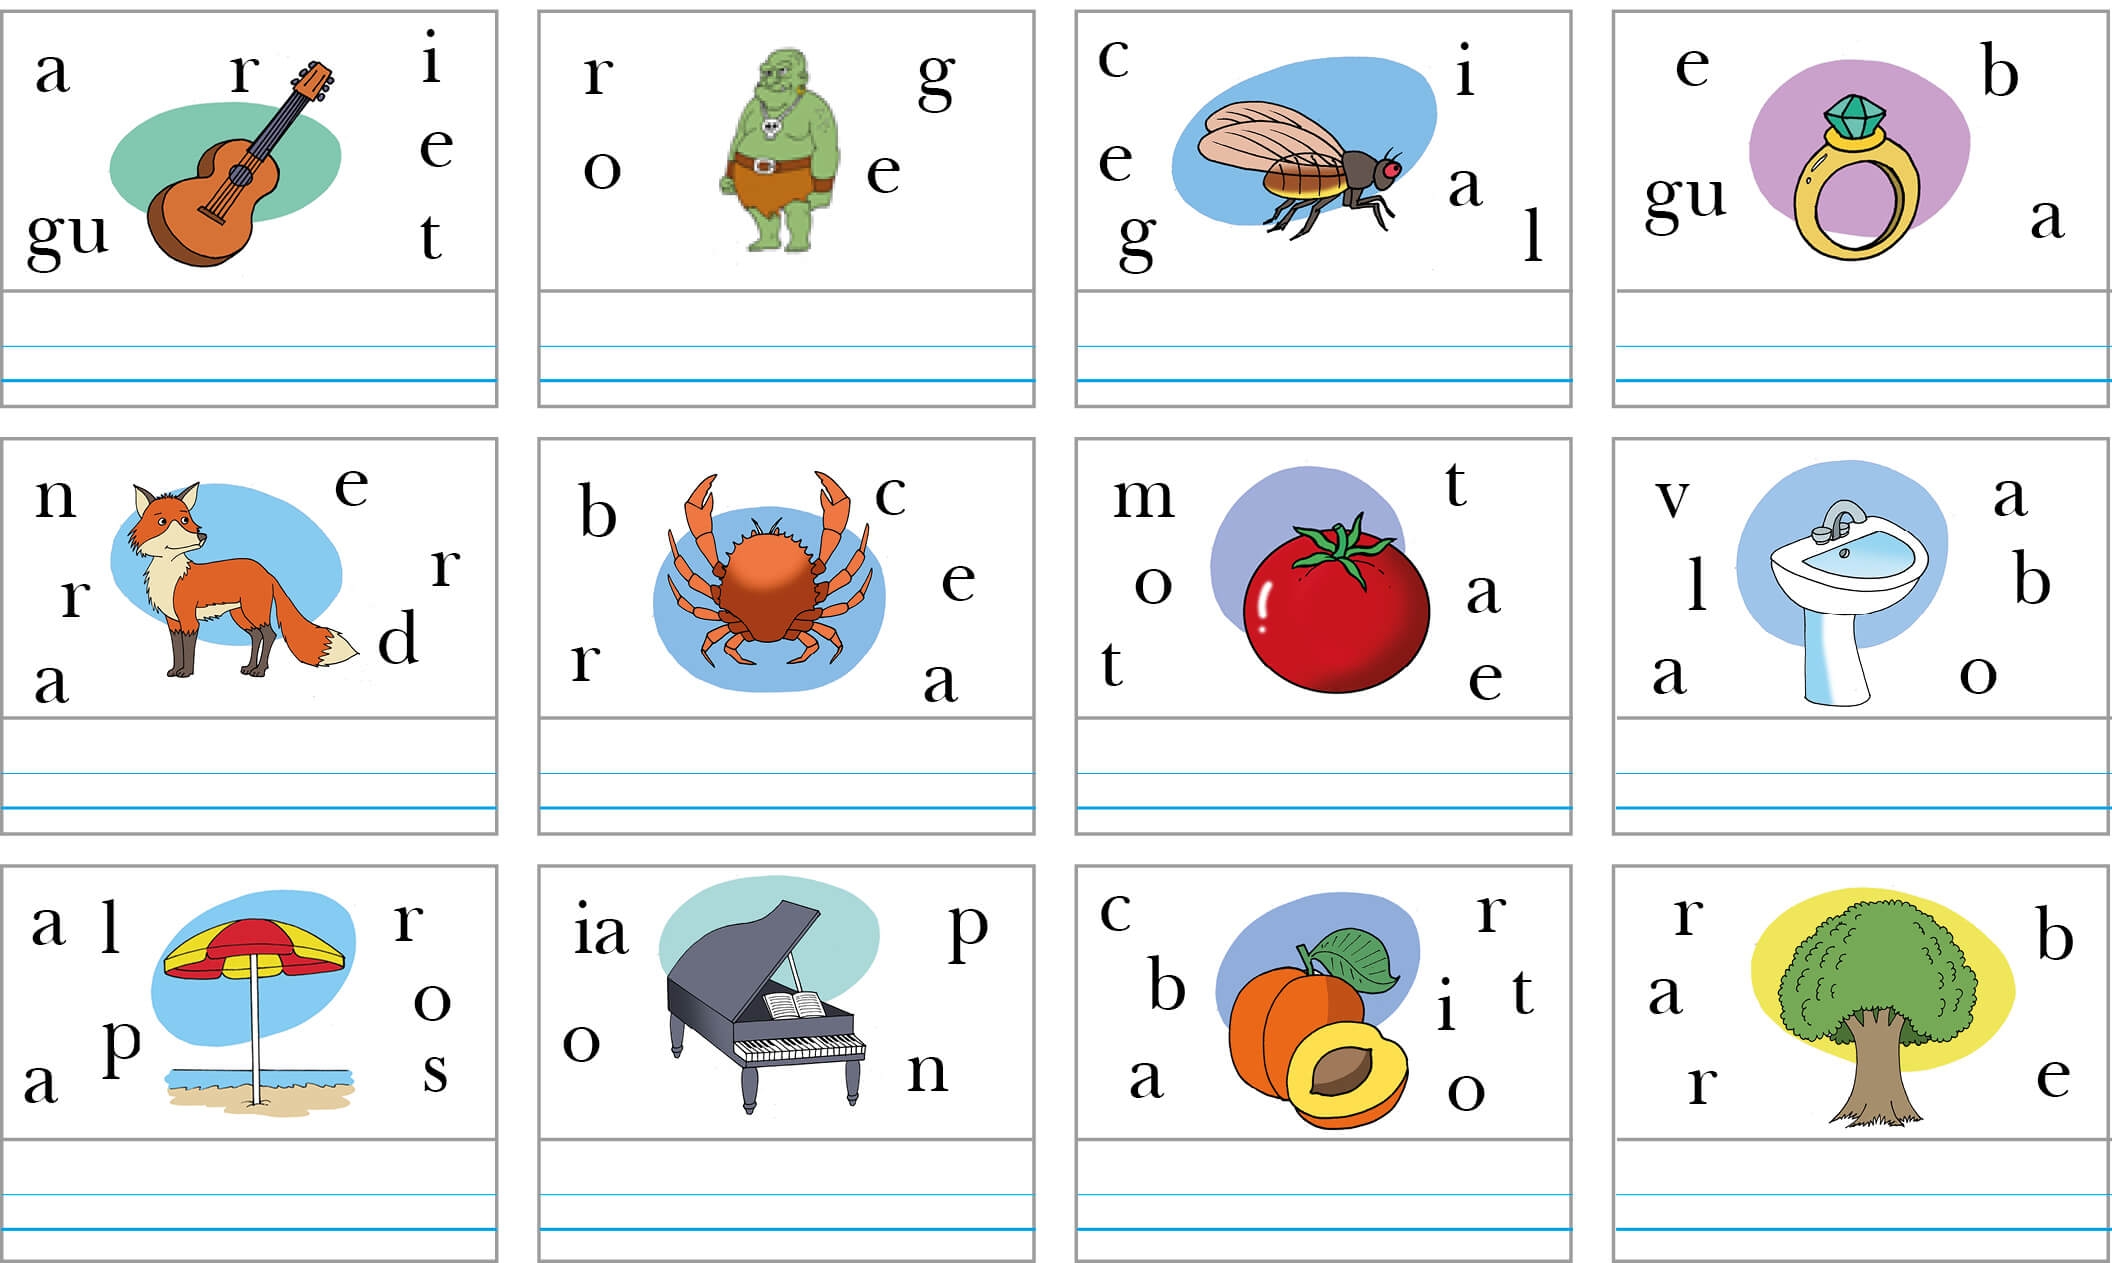 a r i
e
gu t
r g
o e
c i
e a
g l
e b
gu a
n e
r r
a d
b c
e
r a
m t
o a
t e
v a
l b
a o
a l r
p o
a s
ia p
o n
c r
b i t
a o
r b
a
r e